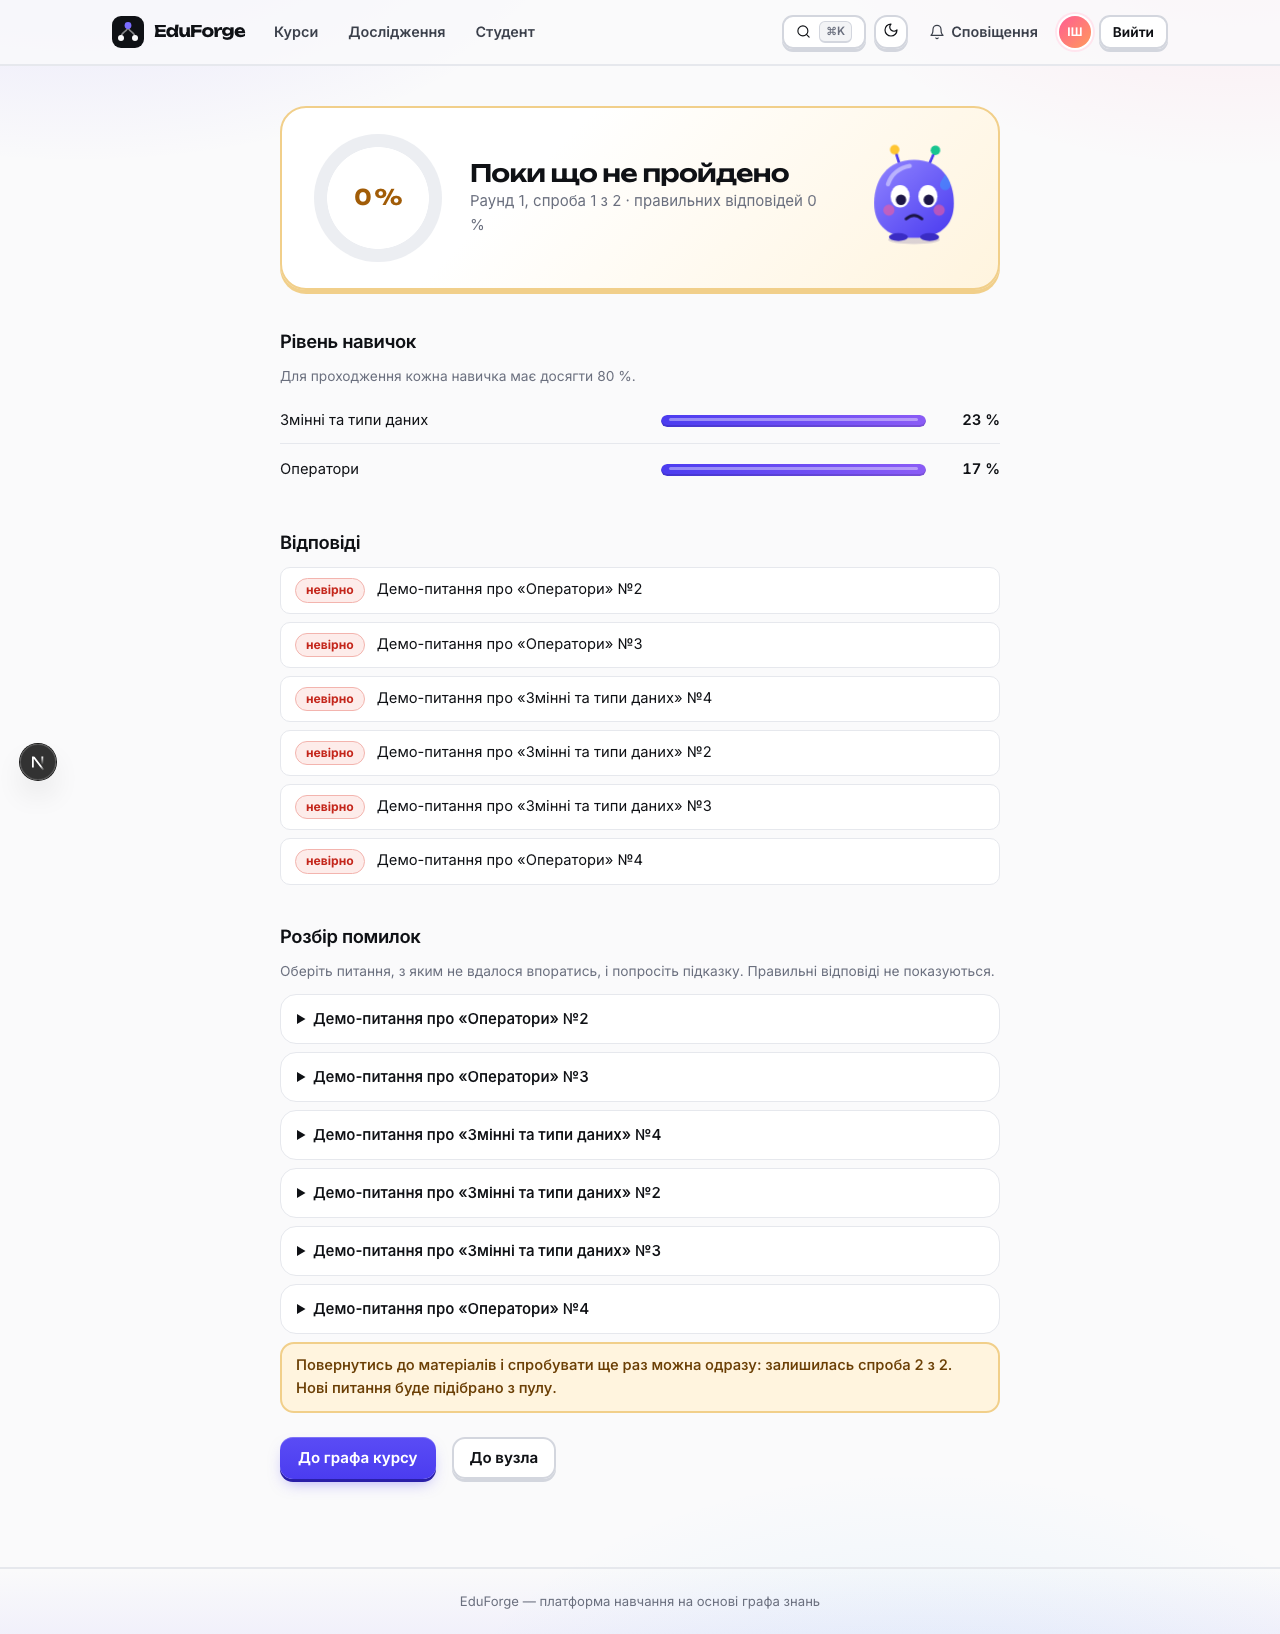 EduForge
Курси
Дослідження
Студент
⌘K
Сповіщення
ІШ
Вийти
0 %
Поки що не пройдено
Раунд 1, спроба 1 з 2 · правильних відповідей 0
%
Рівень навичок
Для проходження кожна навичка має досягти 80 %.
Змінні та типи даних
23 %
Оператори
17 %
Відповіді
невірно Демо-питання про «Оператори» №2
невірно Демо-питання про «Оператори» №3
невірно Демо-питання про «Змінні та типи даних» №4
невірно Демо-питання про «Змінні та типи даних» №2
невірно Демо-питання про «Змінні та типи даних» №3
невірно Демо-питання про «Оператори» №4
N
Розбір помилок
Оберіть питання, з яким не вдалося впоратись, і попросіть підказку. Правильні відповіді не показуються.
Демо-питання про «Оператори» №2
Демо-питання про «Оператори» №3
Демо-питання про «Змінні та типи даних» №4
Демо-питання про «Змінні та типи даних» №2
Демо-питання про «Змінні та типи даних» №3
Демо-питання про «Оператори» №4
Повернутись до матеріалів і спробувати ще раз можна одразу: залишилась спроба 2 з 2.
Нові питання буде підібрано з пулу.
До графа курсу
До вузла
EduForge — платформа навчання на основі графа знань